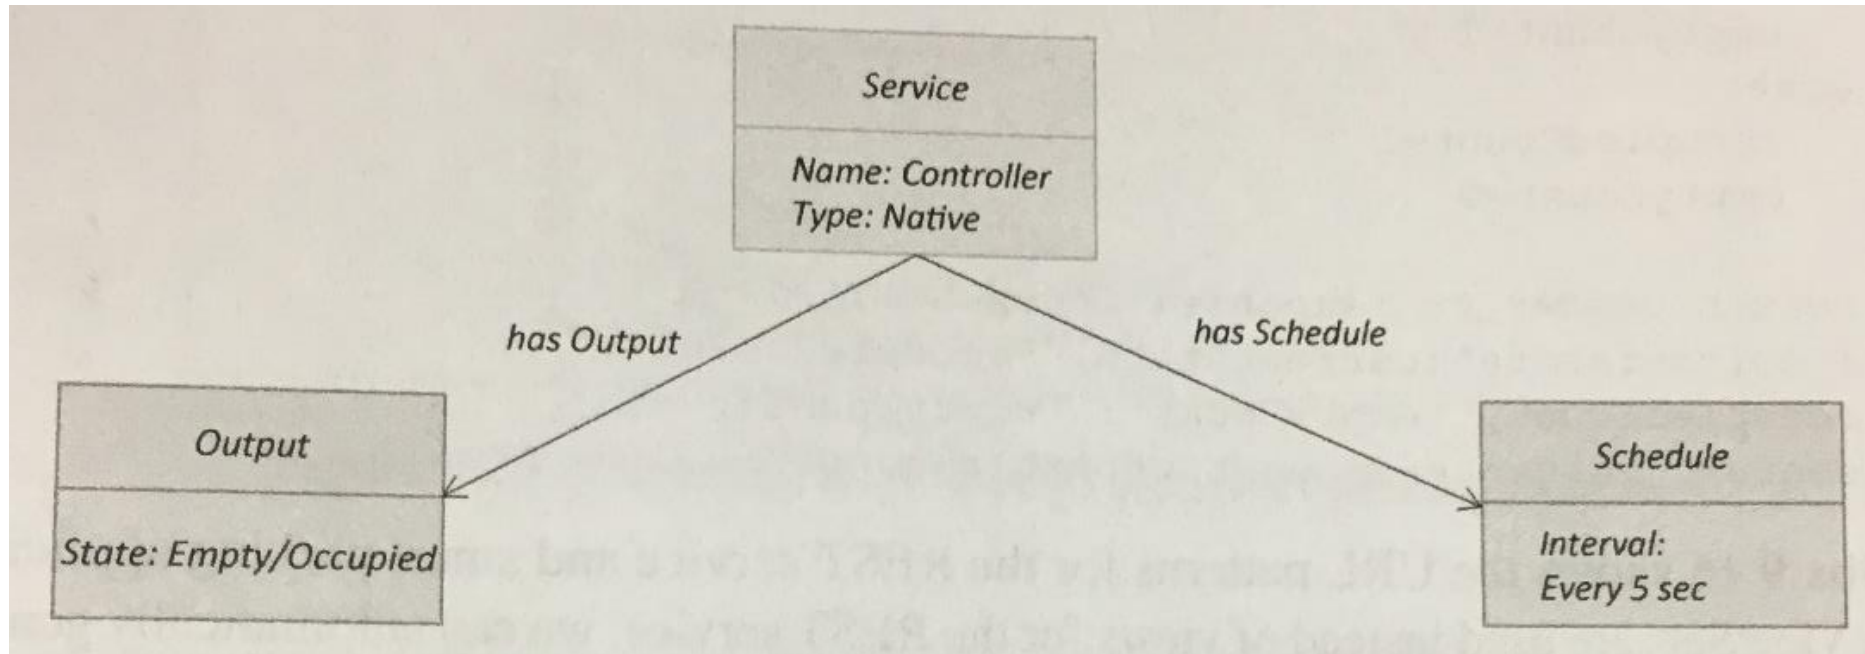 Service
Name: Controller
Type: Native
has Output
has Schedule
Output
State: Empty/Occupied
Schedule
Interval:
Every 5 sec